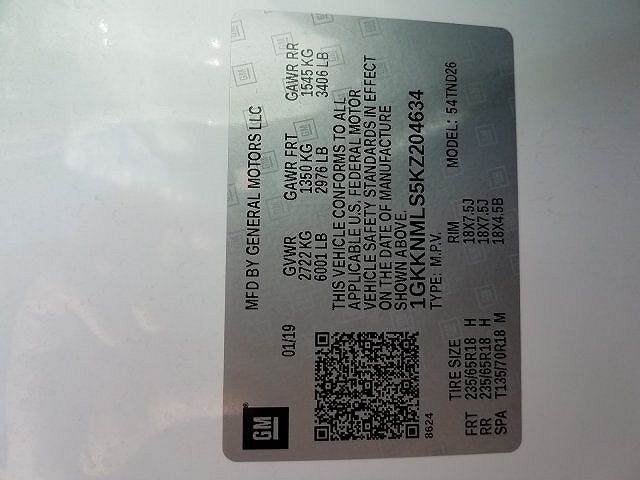 GM
01/19
MFD BY GENERAL MOTORS LLC
GVWR
2722 KG
6001 LB
GAWR FRT
1350 KG
2976 LB
GAWR RR
1545 KG
3406 LB
THIS VEHICLE CONFORMS TO ALL
APPLICABLE U.S. FEDERAL MOTOR
VEHICLE SAFETY STANDARDS IN EFFECT
ON THE DATE OF MANUFACTURE
SHOWN ABOVE.
1GKKNMLS5KZ204634
TYPE: M.P.V.
MODEL: 54TND26
8624
TIRE SIZE RIM
FRT 235/65R18 H 18X7.5J
RR 235/65R18 H 18X7.5J
SPA T135/70R18 M 18X4.5B